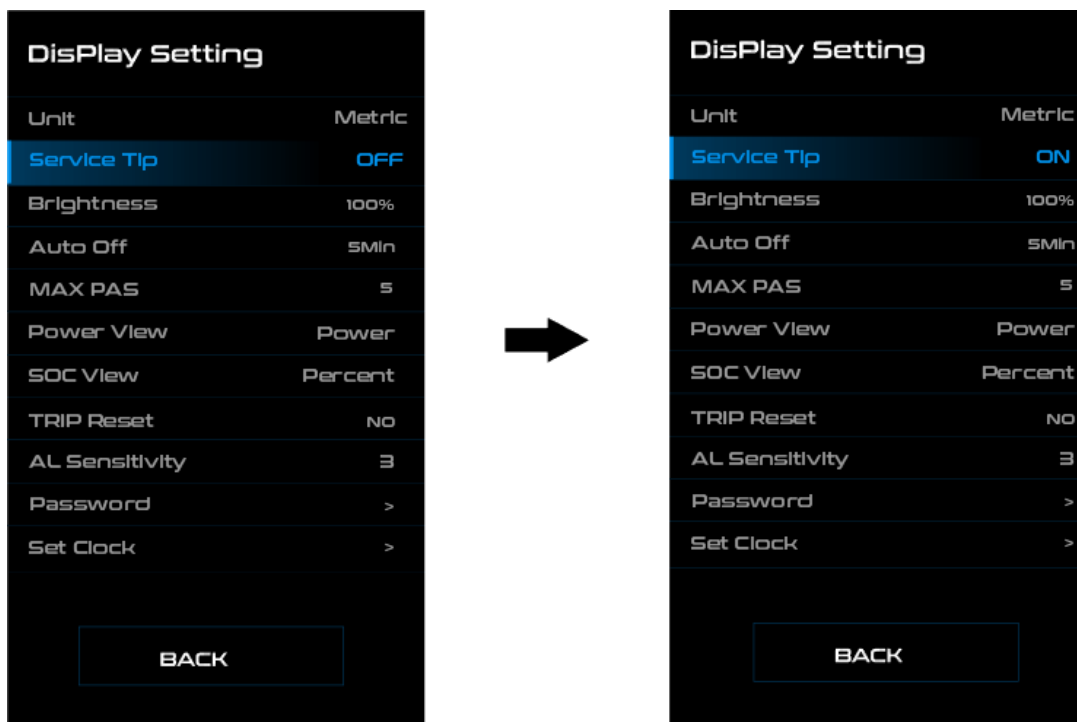 DisPlay Setting
Unit Metric
Service Tip OFF
Brightness 100%
Auto Off 5Min
MAX PAS 5
Power View Power
SOC View Percent
TRIP Reset NO
AL Sensitivity 3
Password >
Set Clock >
BACK
DisPlay Setting
Unit Metric
Service Tip ON
Brightness 100%
Auto Off 5Min
MAX PAS 5
Power View Power
SOC View Percent
TRIP Reset NO
AL Sensitivity 3
Password >
Set Clock >
BACK